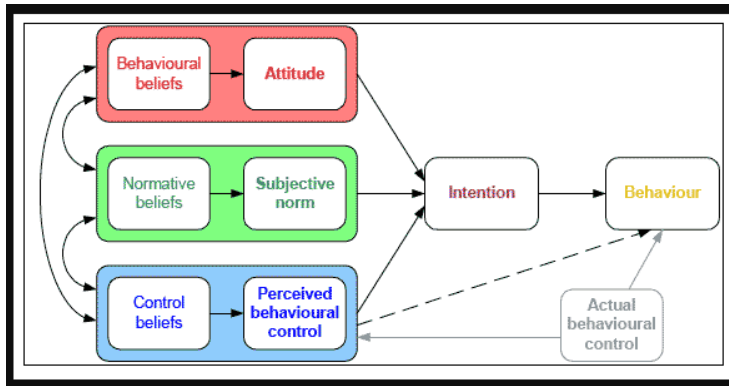 Behavioural
beliefs
Attitude
Normative
beliefs
Subjective
norm
Intention
Behaviour
Control
beliefs
Perceived
behavioural
control
Actual
behavioural
control